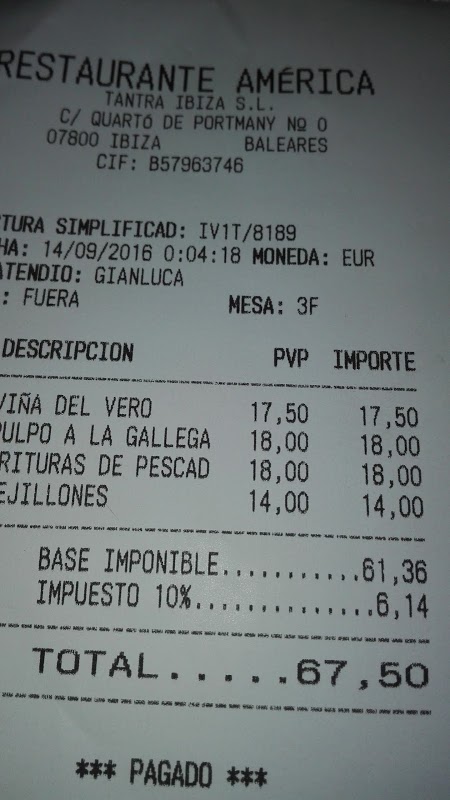 RESTAURANTE AMÉRICA
TANTRA IBIZA S.L.
C/ QUARTÓ DE PORTMANY Nº 0
07800 IBIZA BALEARES
CIF: B57963746
TURA SIMPLIFICAD: IV1T/8189
HA: 14/09/2016 0:04:18 MONEDA: EUR
ATENDIO: GIANLUCA
: FUERA MESA: 3F
DESCRIPCION PVP IMPORTE
VIÑA DEL VERO 17,50 17,50
PULPO A LA GALLEGA 18,00 18,00
RITURAS DE PESCAD 18,00 18,00
EJILLONES 14,00 14,00
BASE IMPONIBLE...........61,36
IMPUESTO 10%..............6,14
TOTAL.....67,50
*** PAGADO ***